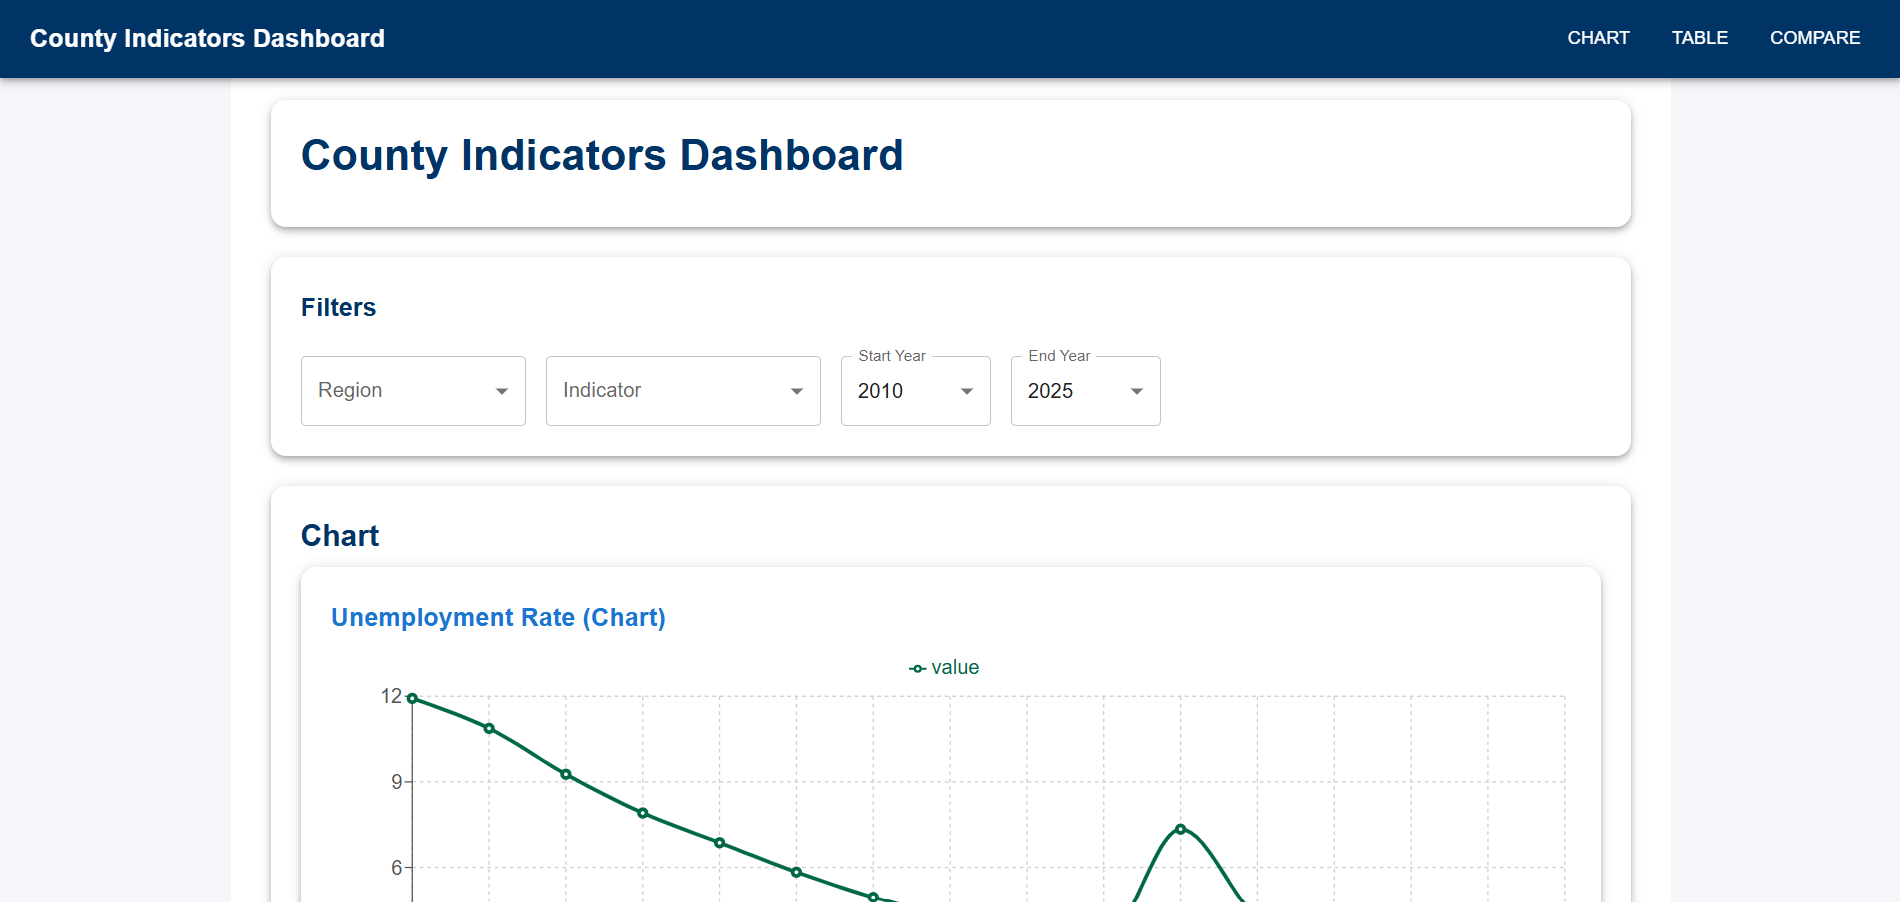 County Indicators Dashboard
CHART TABLE COMPARE
County Indicators Dashboard
Filters
Region
Indicator
Start Year
2010
End Year
2025
Chart
Unemployment Rate (Chart)
value
12
9
6